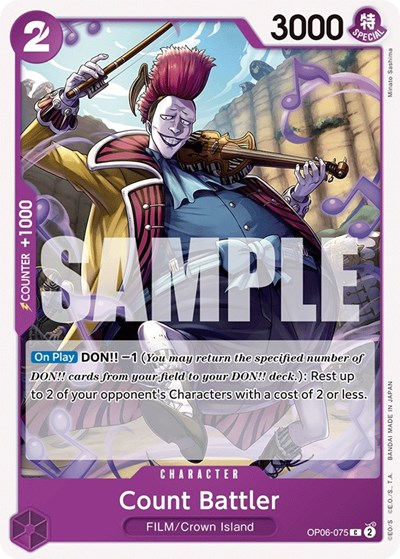 2
3000
特
SPECIAL
Minato Sashima
COUNTER +1000
SAMPLE
On Play DON!! −1 (You may return the specified number of
DON!! cards from your field to your DON!! deck.): Rest up
to 2 of your opponent's Characters with a cost of 2 or less.
CHARACTER
Count Battler
FILM/Crown Island
OP06-075 C 2
©E.O/S ©E.O./S., T.A. BANDAI MADE IN JAPAN